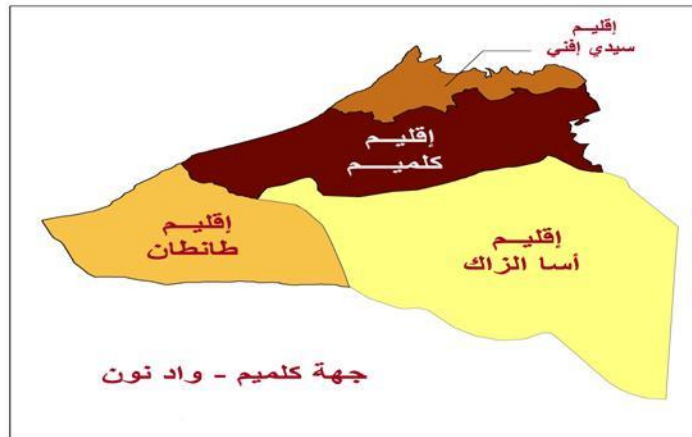 إقليم
سيدي إفني
إقليم
كلميم
إقليم
طانطان
إقليم
أسا الزاك
جهة كلميم - واد نون